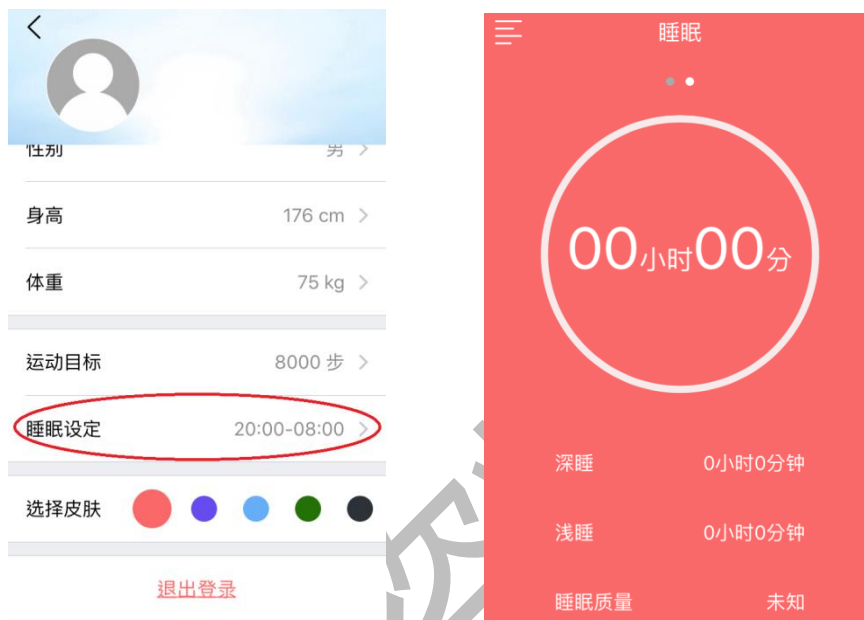 性别 男
身高 176 cm
体重 75 kg
运动目标 8000 步
睡眠设定 20:00-08:00
选择皮肤
退出登录
睡眠
00小时00分
深睡 0小时0分钟
浅睡 0小时0分钟
睡眠质量 未知